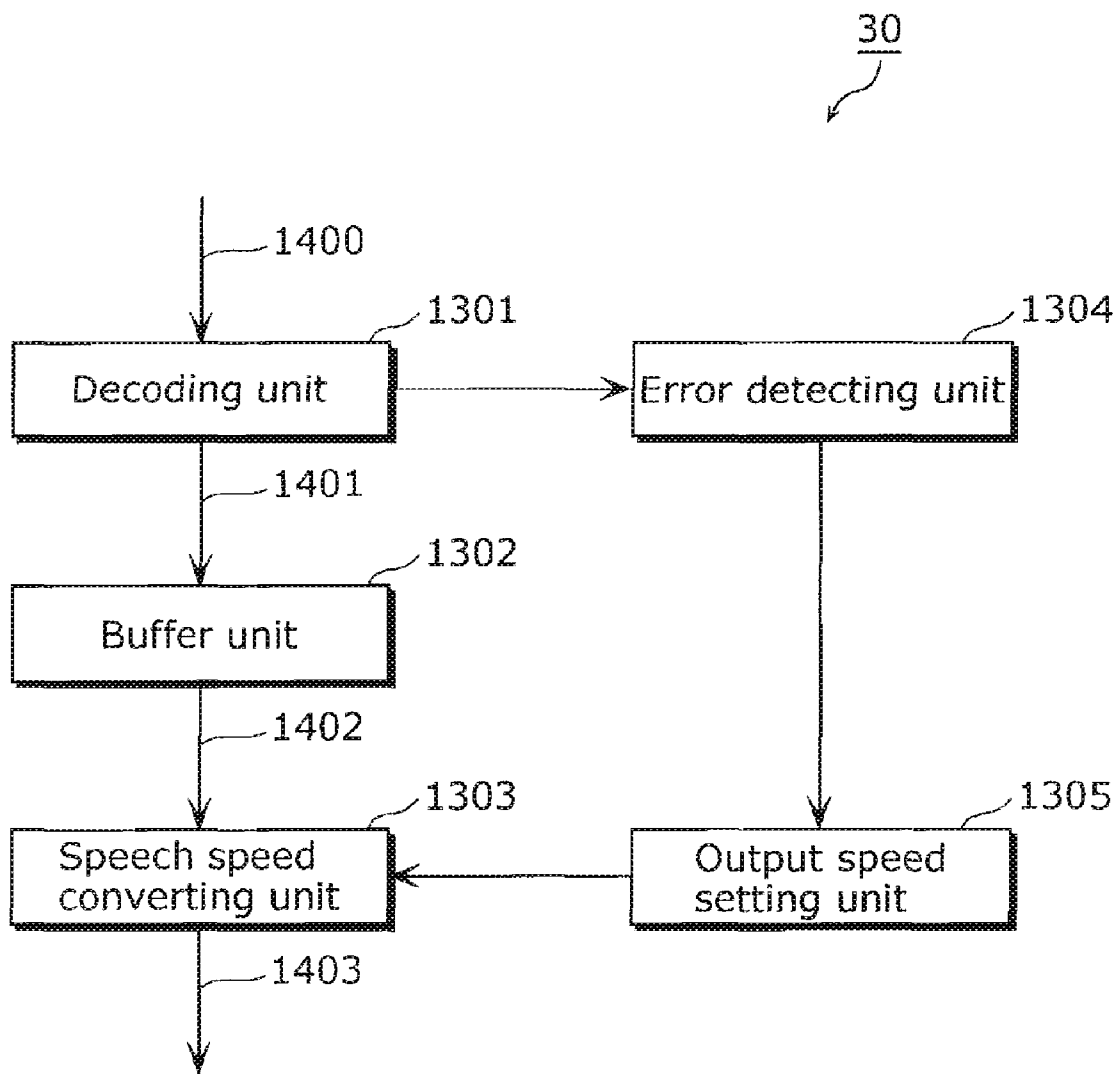 30
1400
1301
1304
Decoding unit
Error detecting unit
1401
1302
Buffer unit
1402
1303
1305
Speech speed
converting unit
Output speed
setting unit
1403